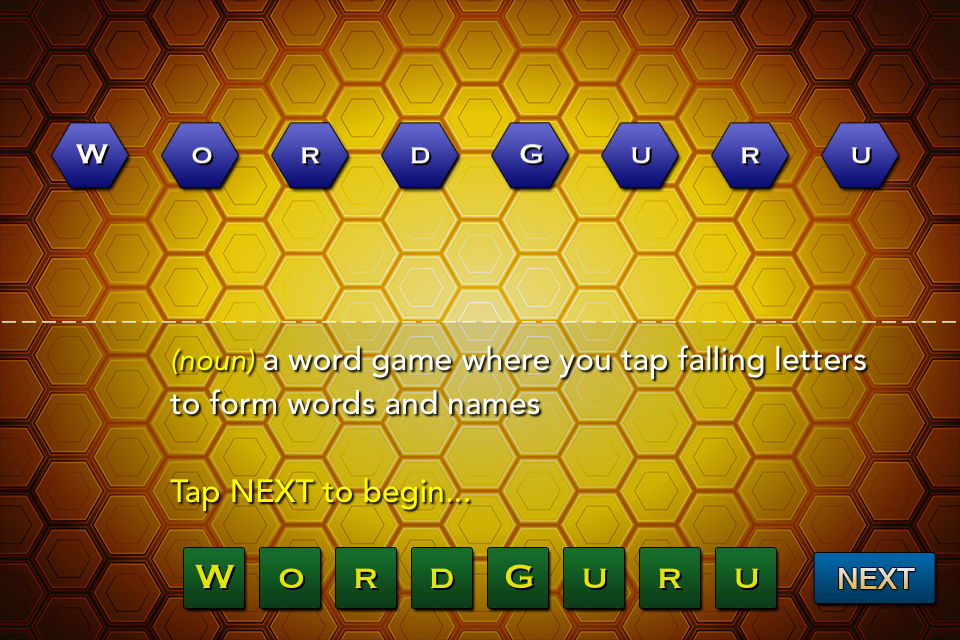 W O R D G U R U
(noun) a word game where you tap falling letters
to form words and names
Tap NEXT to begin...
W O R D G U R U
NEXT